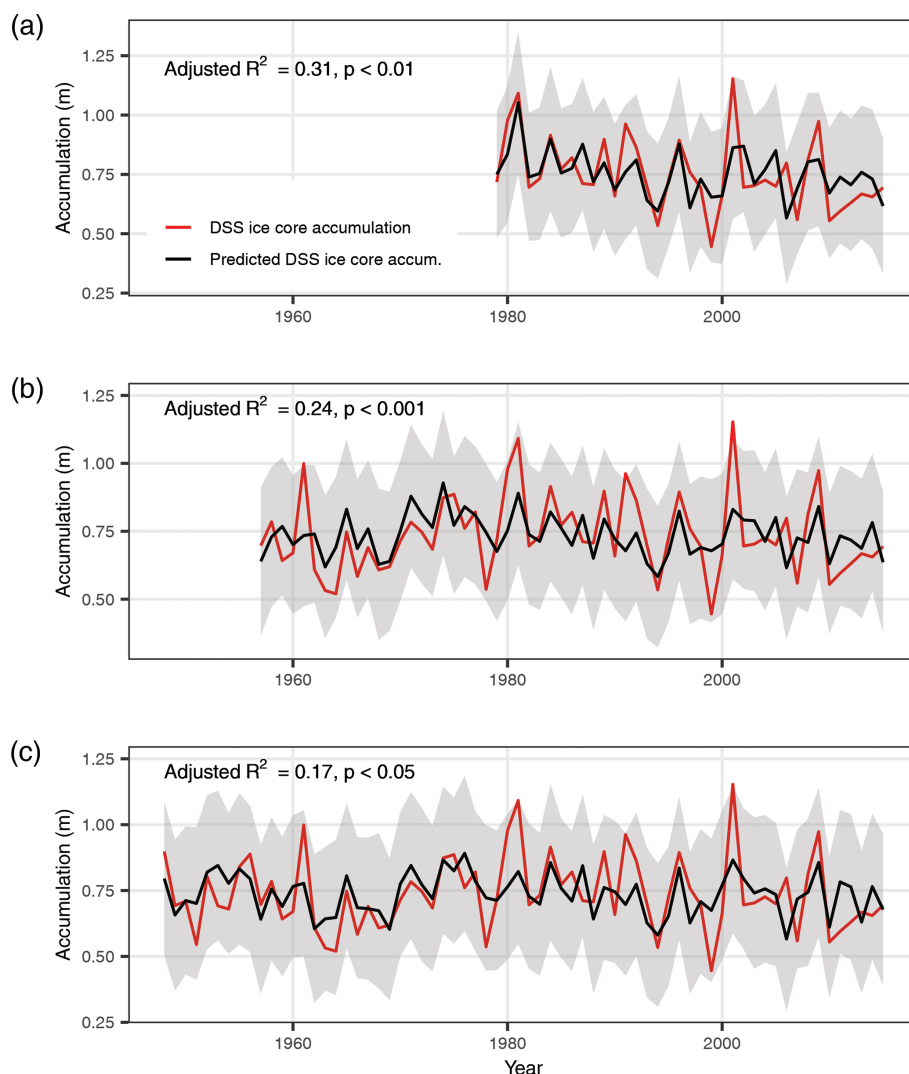 (a)
1.25
Adjusted R² = 0.31, p < 0.01
1.00
Accumulation (m)
0.75
0.50
DSS ice core accumulation
Predicted DSS ice core accum.
0.25
1960
1980
2000
(b)
1.25
Adjusted R² = 0.24, p < 0.001
1.00
Accumulation (m)
0.75
0.50
1960
1980
2000
(c)
1.25
Adjusted R² = 0.17, p < 0.05
1.00
Accumulation (m)
0.75
0.50
0.25
1960
1980
2000
Year